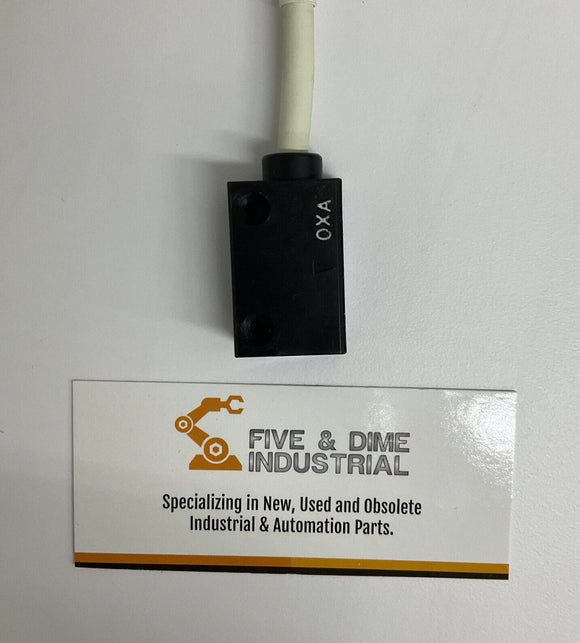 OXA
FIVE & DIME
INDUSTRIAL
Specializing in New, Used and Obsolete
Industrial & Automation Parts.